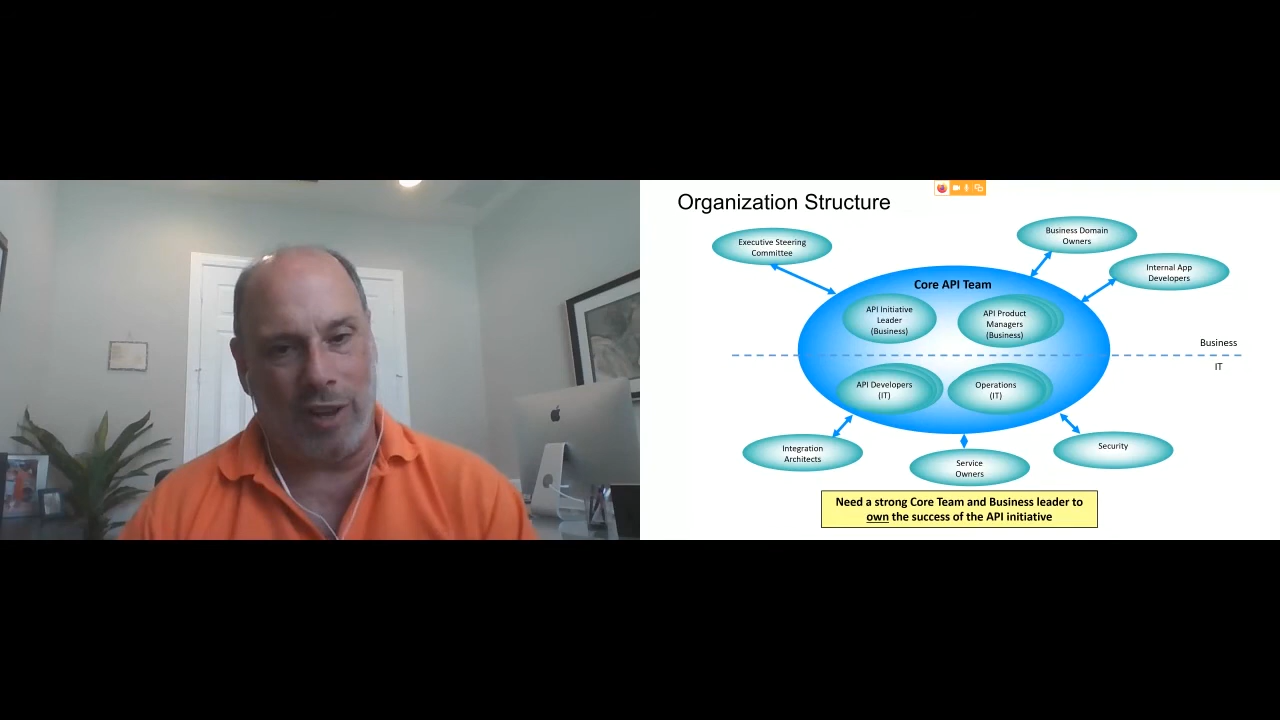 Organization Structure
Executive Steering
Committee
Business Domain
Owners
Internal App
Developers
Core API Team
API Initiative
Leader
(Business)
API Product
Managers
(Business)
Business
IT
API Developers
(IT)
Operations
(IT)
Integration
Architects
Service
Owners
Security
Need a strong Core Team and Business leader to
own the success of the API initiative